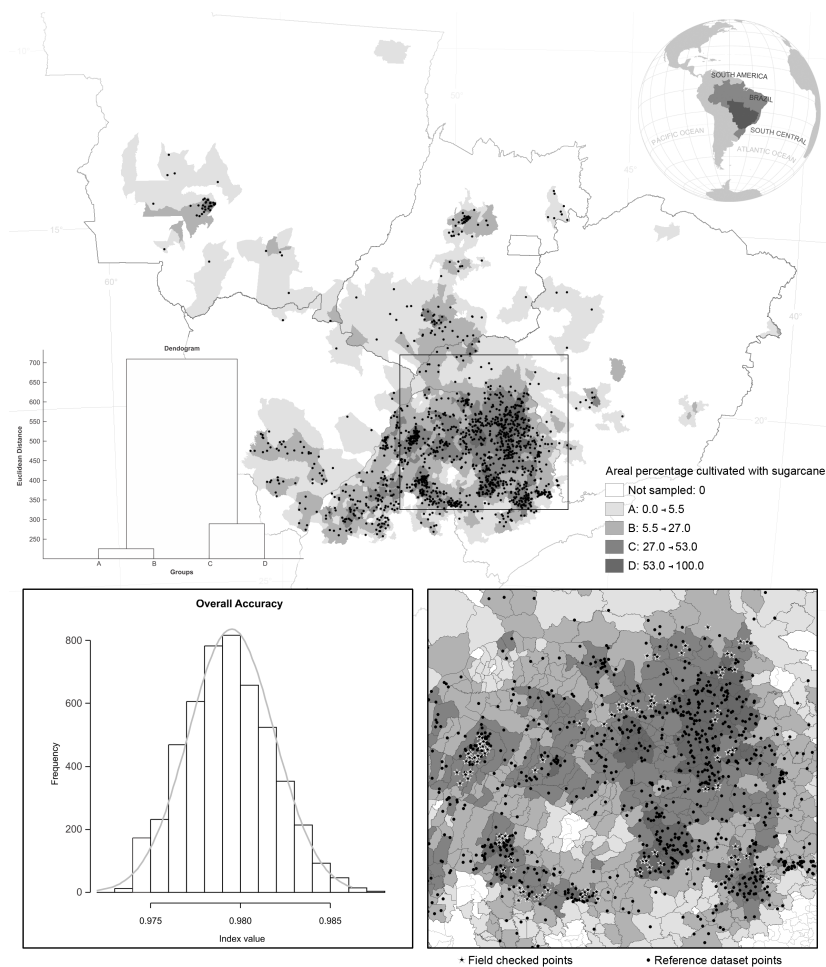 SOUTH AMERICA
BRAZIL
SOUTH CENTRAL
PACIFIC OCEAN
ATLANTIC OCEAN
10°
50°
45°
15°
60°
40°
20°
Dendogram
Euclidean Distance
700
650
600
550
500
450
400
350
300
250
A B C D
Groups
Areal percentage cultivated with sugarcane
Not sampled: 0
A: 0.0 ⊣ 5.5
B: 5.5 ⊣ 27.0
C: 27.0 ⊣ 53.0
D: 53.0 ⊣ 100.0
Overall Accuracy
Frequency
800
600
400
200
0
0.975 0.980 0.985
Index value
★ Field checked points
• Reference dataset points